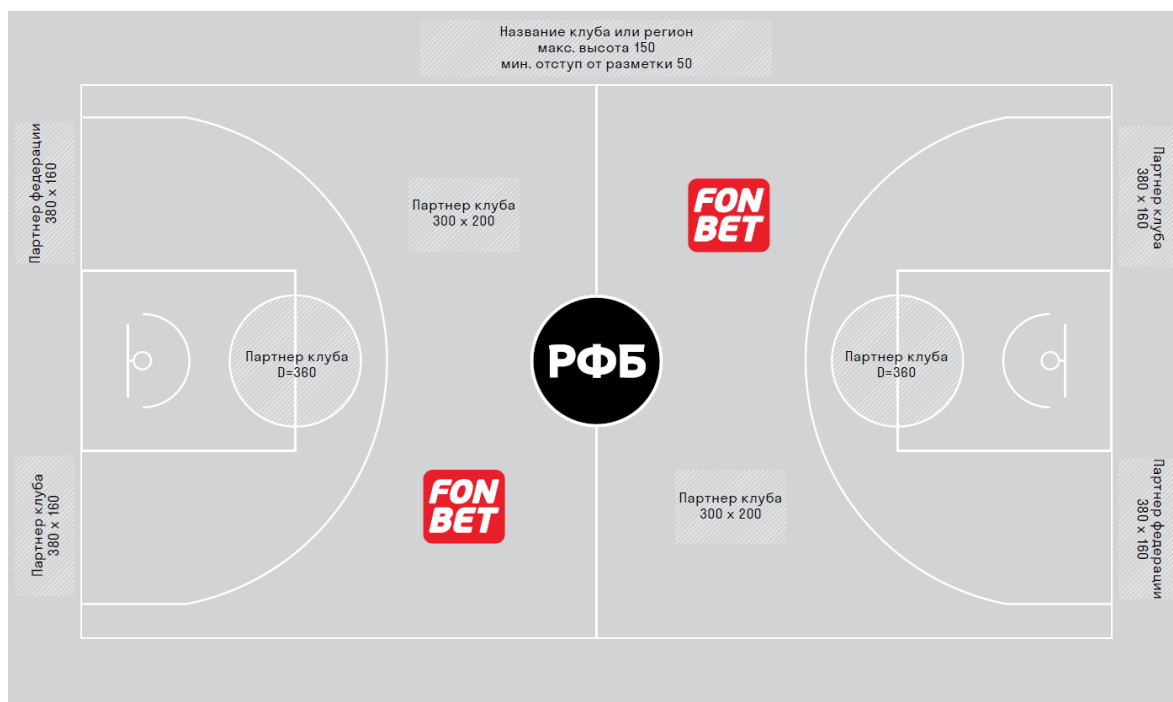 Название клуба или регион
макс. высота 150
мин. отступ от разметки 50
Партнер федерации
380 x 160
Партнер клуба
300 x 200
FON
BET
Партнер клуба
380 x 160
Партнер клуба
D=360
РФБ
Партнер клуба
D=360
Партнер клуба
380 x 160
FON
BET
Партнер клуба
300 x 200
Партнер федерации
380 x 160